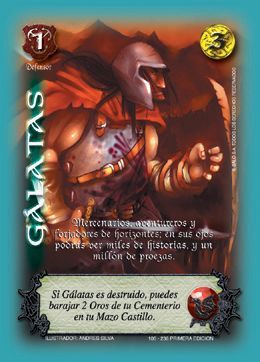 1
Defensor
3
GÁLATAS
Mercenarios, aventureros y
forjadores de horizontes; en sus ojos
podrás ver miles de historias, y un
millón de proezas.
Si Gálatas es destruido, puedes
barajar 2 Oros de tu Cementerio
en tu Mazo Castillo.
ILUSTRADOR: ANDRES SILVA
PRIMERA EDICION